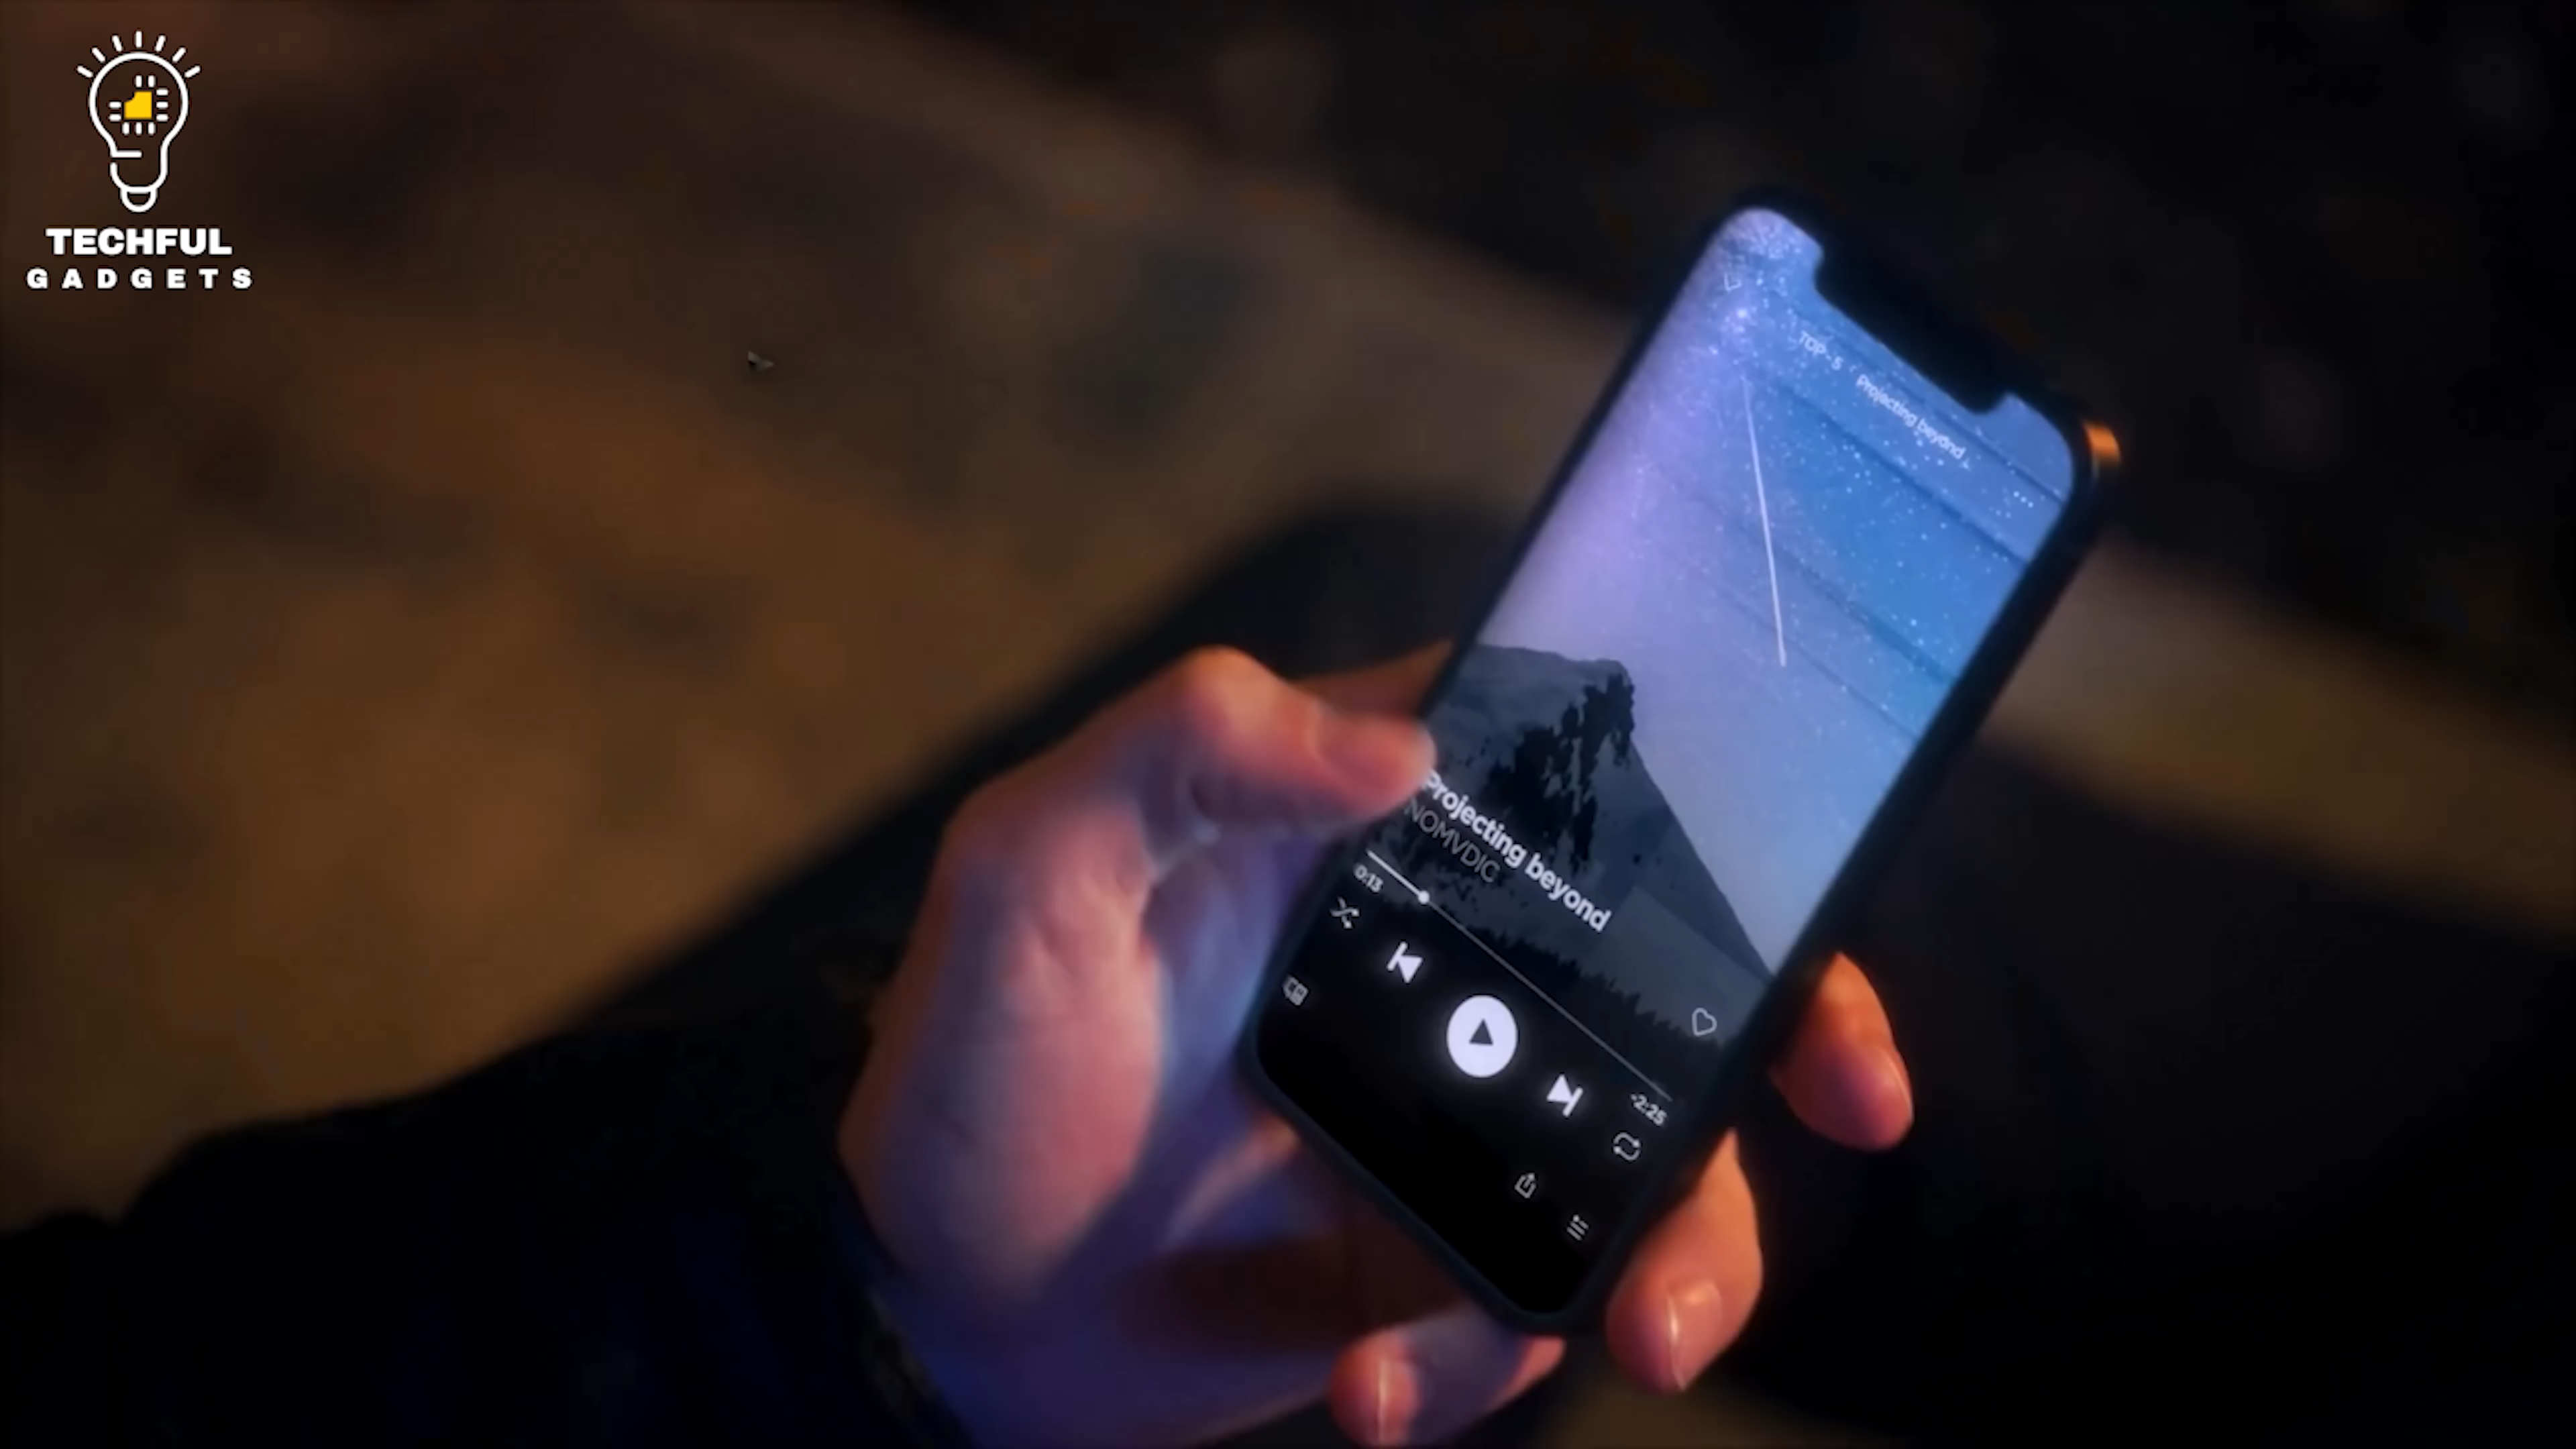 TECHFUL
GADGETS
TOP - 5
Projecting beyond
Projecting beyond
NOMVDIC
0:13
-2:25